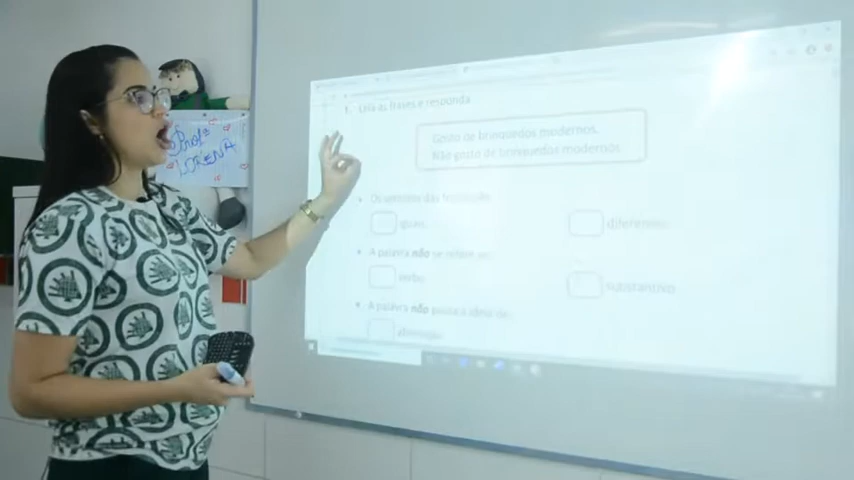 Profª
LORENA
1. Leia as frases e responda
Gosto de brinquedos modernos.
Não gosto de brinquedos modernos.
iguais
diferentes
A palavra não se refere ao:
verbo
substantivo
A palavra não passa a ideia de: